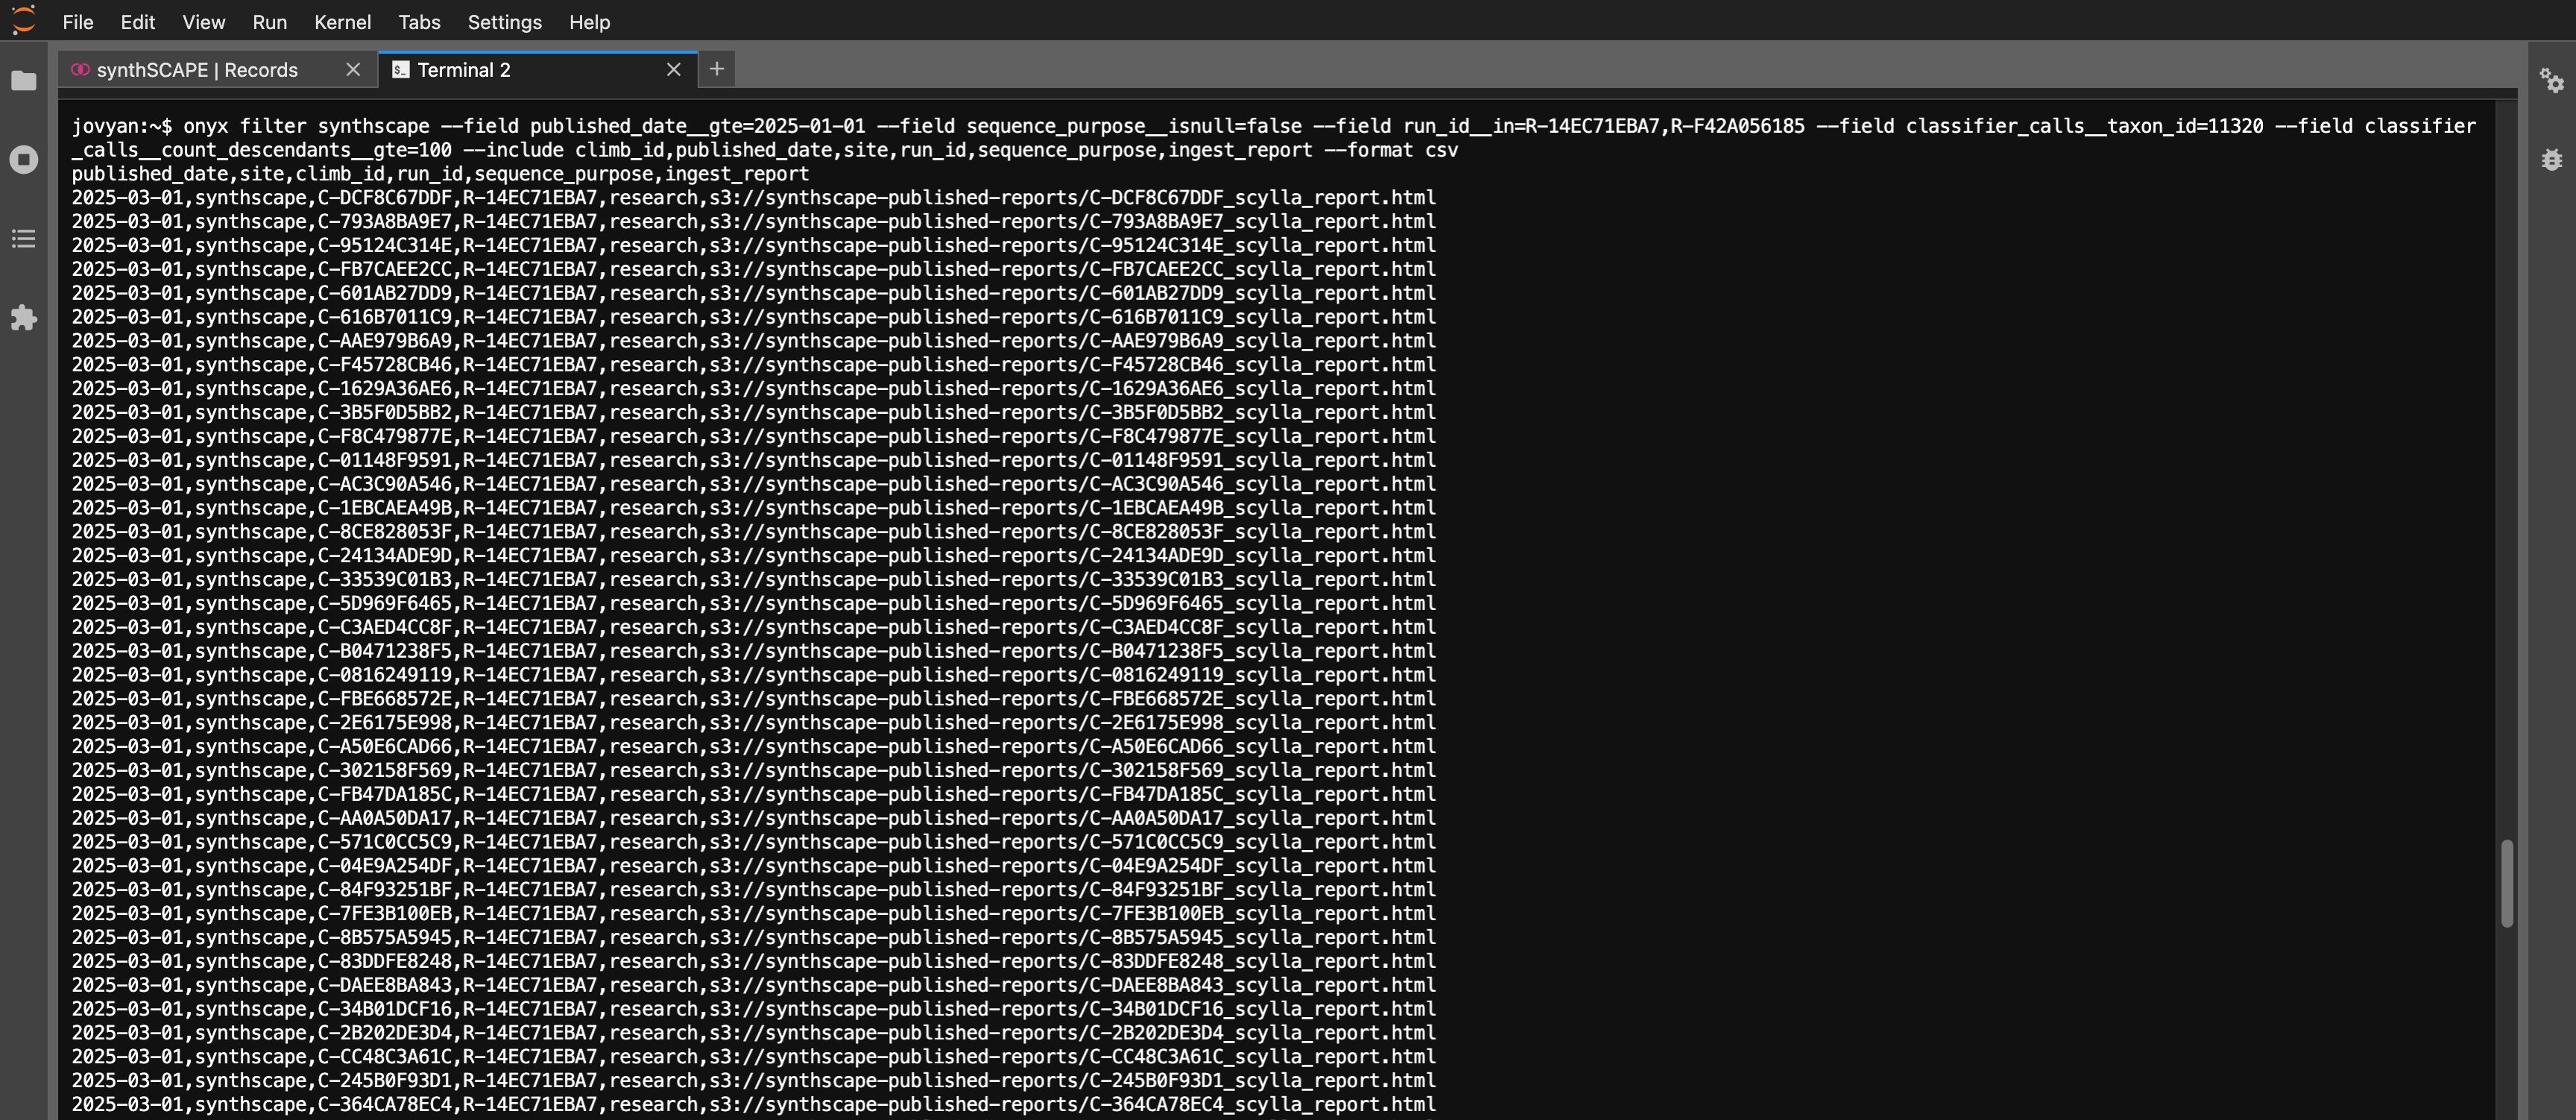 File Edit View Run Kernel Tabs Settings Help
synthSCAPE | Records
Terminal 2
jovyan:~$ onyx filter synthscape --field published_date__gte=2025-01-01 --field sequence_purpose__isnull=false --field run_id__in=R-14EC71EBA7,R-F42A056185 --field classifier_calls__taxon_id=11320 --field classifier
_calls__count_descendants__gte=100 --include climb_id,published_date,site,run_id,sequence_purpose,ingest_report --format csv
published_date,site,climb_id,run_id,sequence_purpose,ingest_report
2025-03-01,synthscape,C-DCF8C67DDF,R-14EC71EBA7,research,s3://synthscape-published-reports/C-DCF8C67DDF_scylla_report.html
2025-03-01,synthscape,C-793A8BA9E7,R-14EC71EBA7,research,s3://synthscape-published-reports/C-793A8BA9E7_scylla_report.html
2025-03-01,synthscape,C-95124C314E,R-14EC71EBA7,research,s3://synthscape-published-reports/C-95124C314E_scylla_report.html
2025-03-01,synthscape,C-FB7CAEE2CC,R-14EC71EBA7,research,s3://synthscape-published-reports/C-FB7CAEE2CC_scylla_report.html
2025-03-01,synthscape,C-601AB27DD9,R-14EC71EBA7,research,s3://synthscape-published-reports/C-601AB27DD9_scylla_report.html
2025-03-01,synthscape,C-616B7011C9,R-14EC71EBA7,research,s3://synthscape-published-reports/C-616B7011C9_scylla_report.html
2025-03-01,synthscape,C-AAE979B6A9,R-14EC71EBA7,research,s3://synthscape-published-reports/C-AAE979B6A9_scylla_report.html
2025-03-01,synthscape,C-F45728CB46,R-14EC71EBA7,research,s3://synthscape-published-reports/C-F45728CB46_scylla_report.html
2025-03-01,synthscape,C-1629A36AE6,R-14EC71EBA7,research,s3://synthscape-published-reports/C-1629A36AE6_scylla_report.html
2025-03-01,synthscape,C-3B5F0D5BB2,R-14EC71EBA7,research,s3://synthscape-published-reports/C-3B5F0D5BB2_scylla_report.html
2025-03-01,synthscape,C-F8C479877E,R-14EC71EBA7,research,s3://synthscape-published-reports/C-F8C479877E_scylla_report.html
2025-03-01,synthscape,C-01148F9591,R-14EC71EBA7,research,s3://synthscape-published-reports/C-01148F9591_scylla_report.html
2025-03-01,synthscape,C-AC3C90A546,R-14EC71EBA7,research,s3://synthscape-published-reports/C-AC3C90A546_scylla_report.html
2025-03-01,synthscape,C-1EBCAEA49B,R-14EC71EBA7,research,s3://synthscape-published-reports/C-1EBCAEA49B_scylla_report.html
2025-03-01,synthscape,C-8CE828053F,R-14EC71EBA7,research,s3://synthscape-published-reports/C-8CE828053F_scylla_report.html
2025-03-01,synthscape,C-24134ADE9D,R-14EC71EBA7,research,s3://synthscape-published-reports/C-24134ADE9D_scylla_report.html
2025-03-01,synthscape,C-33539C01B3,R-14EC71EBA7,research,s3://synthscape-published-reports/C-33539C01B3_scylla_report.html
2025-03-01,synthscape,C-5D969F6465,R-14EC71EBA7,research,s3://synthscape-published-reports/C-5D969F6465_scylla_report.html
2025-03-01,synthscape,C-C3AED4CC8F,R-14EC71EBA7,research,s3://synthscape-published-reports/C-C3AED4CC8F_scylla_report.html
2025-03-01,synthscape,C-B0471238F5,R-14EC71EBA7,research,s3://synthscape-published-reports/C-B0471238F5_scylla_report.html
2025-03-01,synthscape,C-0816249119,R-14EC71EBA7,research,s3://synthscape-published-reports/C-0816249119_scylla_report.html
2025-03-01,synthscape,C-FBE668572E,R-14EC71EBA7,research,s3://synthscape-published-reports/C-FBE668572E_scylla_report.html
2025-03-01,synthscape,C-2E6175E998,R-14EC71EBA7,research,s3://synthscape-published-reports/C-2E6175E998_scylla_report.html
2025-03-01,synthscape,C-A50E6CAD66,R-14EC71EBA7,research,s3://synthscape-published-reports/C-A50E6CAD66_scylla_report.html
2025-03-01,synthscape,C-302158F569,R-14EC71EBA7,research,s3://synthscape-published-reports/C-302158F569_scylla_report.html
2025-03-01,synthscape,C-FB47DA185C,R-14EC71EBA7,research,s3://synthscape-published-reports/C-FB47DA185C_scylla_report.html
2025-03-01,synthscape,C-AA0A50DA17,R-14EC71EBA7,research,s3://synthscape-published-reports/C-AA0A50DA17_scylla_report.html
2025-03-01,synthscape,C-571C0CC5C9,R-14EC71EBA7,research,s3://synthscape-published-reports/C-571C0CC5C9_scylla_report.html
2025-03-01,synthscape,C-04E9A254DF,R-14EC71EBA7,research,s3://synthscape-published-reports/C-04E9A254DF_scylla_report.html
2025-03-01,synthscape,C-84F93251BF,R-14EC71EBA7,research,s3://synthscape-published-reports/C-84F93251BF_scylla_report.html
2025-03-01,synthscape,C-7FE3B100EB,R-14EC71EBA7,research,s3://synthscape-published-reports/C-7FE3B100EB_scylla_report.html
2025-03-01,synthscape,C-8B575A5945,R-14EC71EBA7,research,s3://synthscape-published-reports/C-8B575A5945_scylla_report.html
2025-03-01,synthscape,C-83DDFE8248,R-14EC71EBA7,research,s3://synthscape-published-reports/C-83DDFE8248_scylla_report.html
2025-03-01,synthscape,C-DAEE8BA843,R-14EC71EBA7,research,s3://synthscape-published-reports/C-DAEE8BA843_scylla_report.html
2025-03-01,synthscape,C-34B01DCF16,R-14EC71EBA7,research,s3://synthscape-published-reports/C-34B01DCF16_scylla_report.html
2025-03-01,synthscape,C-2B202DE3D4,R-14EC71EBA7,research,s3://synthscape-published-reports/C-2B202DE3D4_scylla_report.html
2025-03-01,synthscape,C-CC48C3A61C,R-14EC71EBA7,research,s3://synthscape-published-reports/C-CC48C3A61C_scylla_report.html
2025-03-01,synthscape,C-245B0F93D1,R-14EC71EBA7,research,s3://synthscape-published-reports/C-245B0F93D1_scylla_report.html
2025-03-01,synthscape,C-364CA78EC4,R-14EC71EBA7,research,s3://synthscape-published-reports/C-364CA78EC4_scylla_report.html